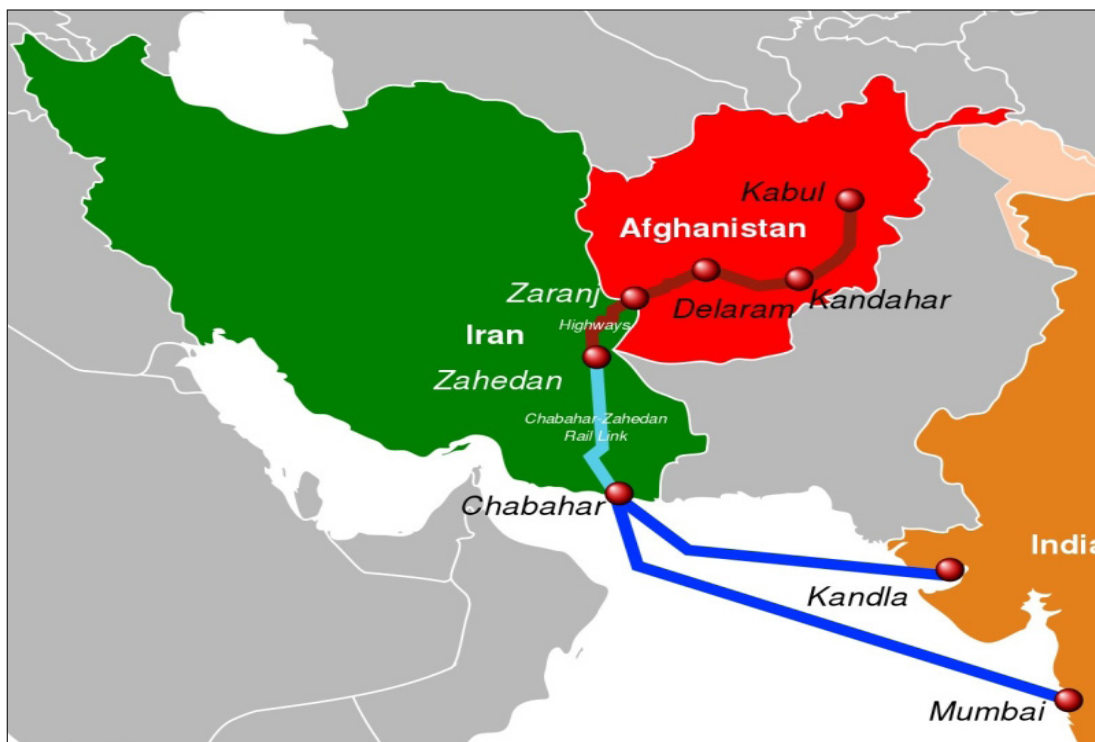 Kabul
Afghanistan
Zaranj
Delaram
Kandahar
Highways
Iran
Zahedan
Chabahar-Zahedan
Rail Link
Chabahar
India
Kandla
Mumbai